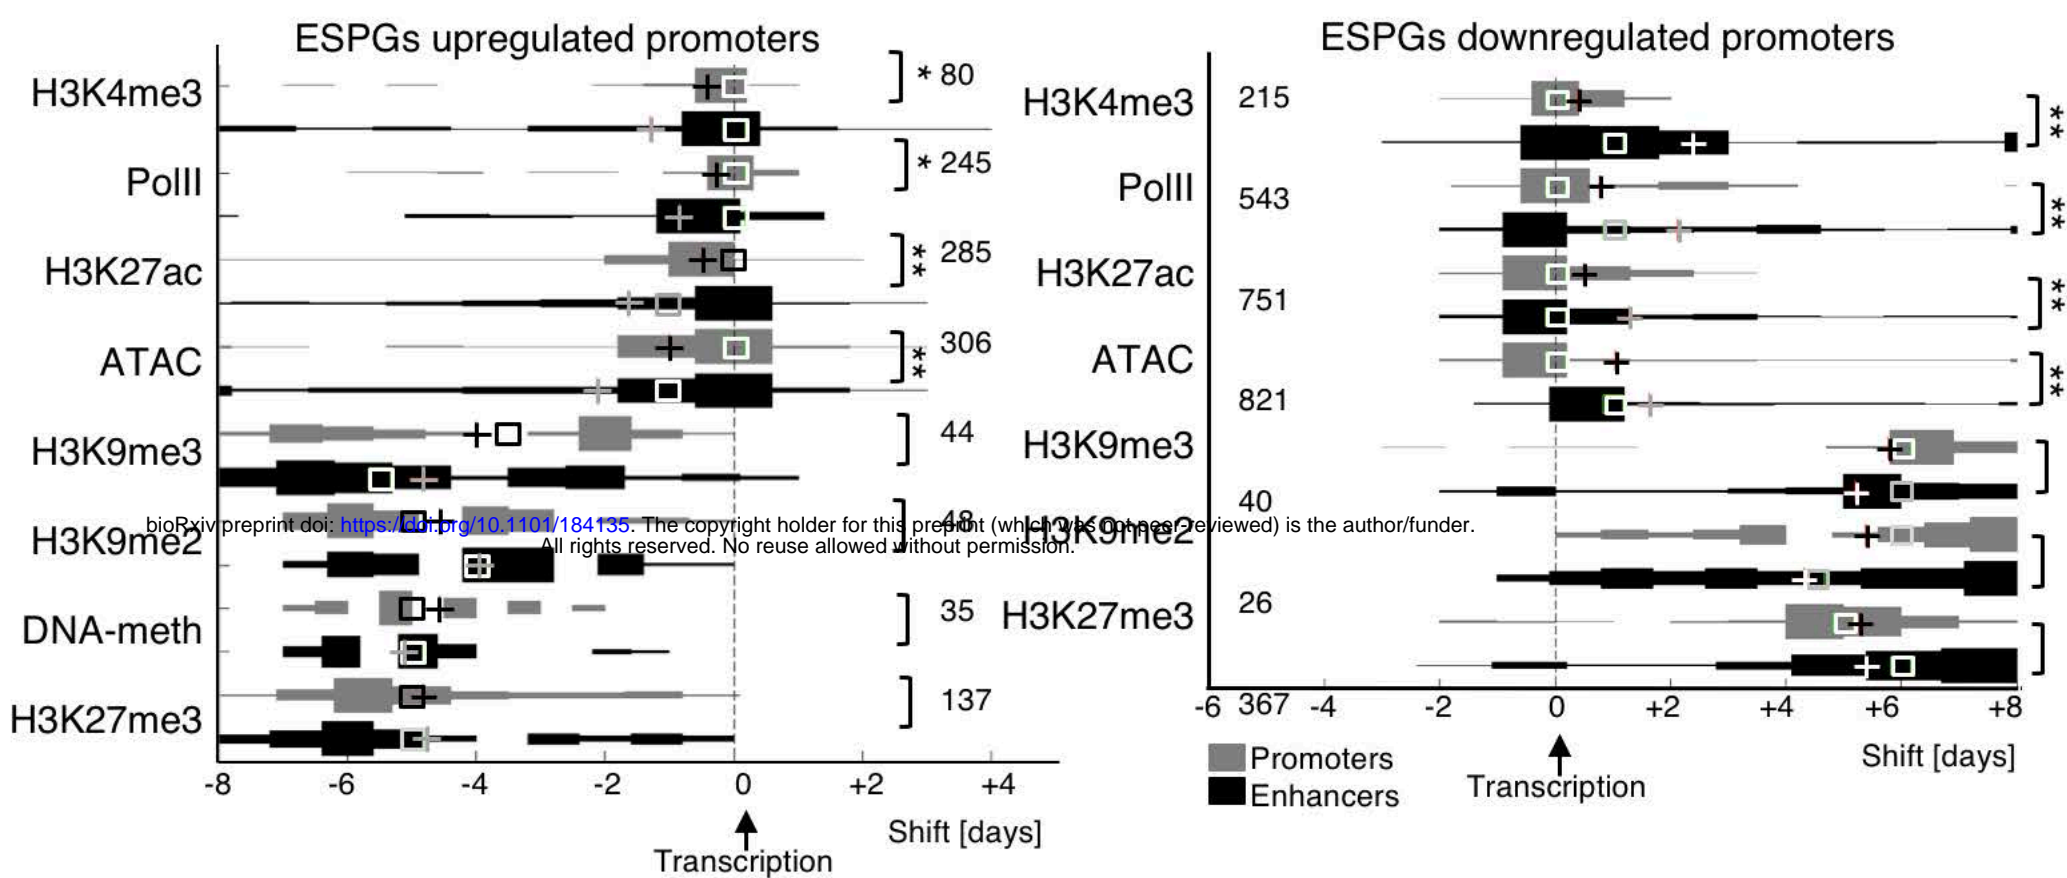 ESPGs upregulated promoters
H3K4me3
* 80
PolII
* 245
H3K27ac
** 285
ATAC
** 306
H3K9me3
44
H3K9me2
48
DNA-meth
35
H3K27me3
137
-8 -6 -4 -2 0 +2 +4
Shift [days]
Transcription
ESPGs downregulated promoters
H3K4me3
215
**
PolII
543
**
H3K27ac
751
**
ATAC
821
**
H3K9me3
40
H3K9me2
26
H3K27me3
367
-6 -4 -2 0 +2 +4 +6 +8
Promoters
Enhancers
Shift [days]
Transcription
bioRxiv preprint doi: https://doi.org/10.1101/184135. The copyright holder for this preprint (which was not peer-reviewed) is the author/funder.
All rights reserved. No reuse allowed without permission.